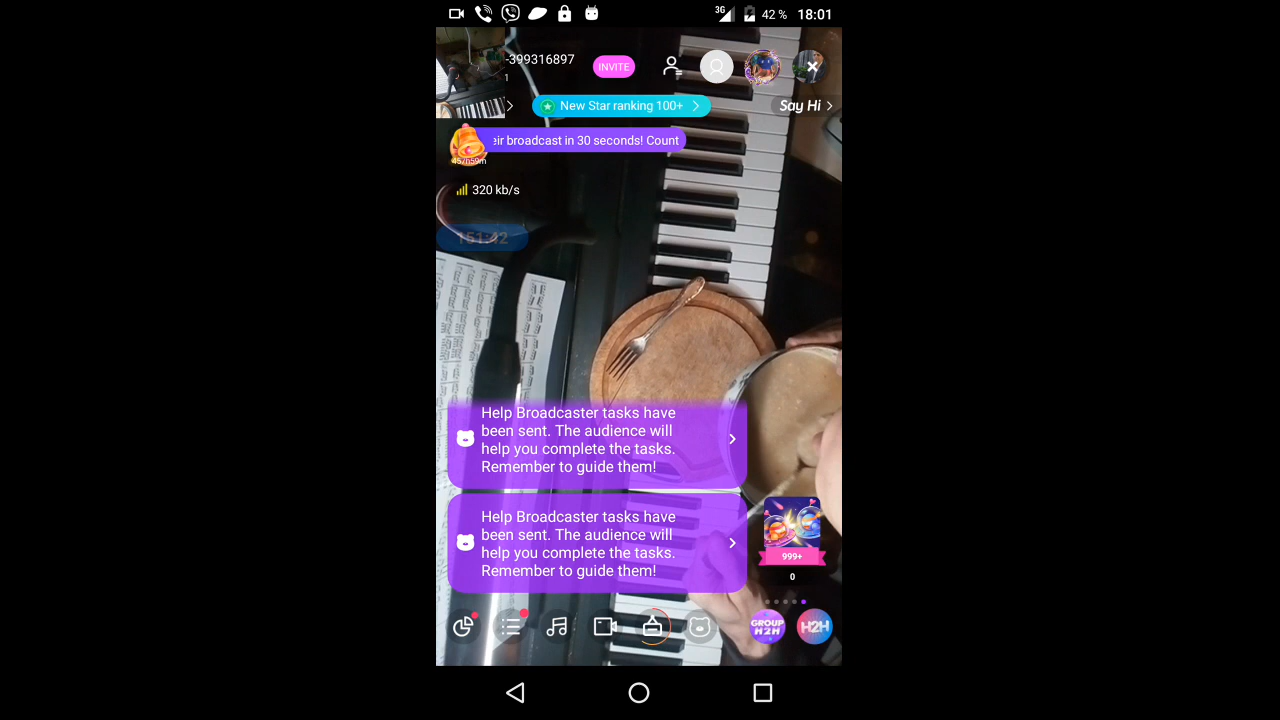 3G
42 %
18:01
-399316897
1
INVITE
New Star ranking 100+
Say Hi
eir broadcast in 30 seconds! Count
320 kb/s
151:42
Help Broadcaster tasks have
been sent. The audience will
help you complete the tasks.
Remember to guide them!
Help Broadcaster tasks have
been sent. The audience will
help you complete the tasks.
Remember to guide them!
999+
0
GROUP
H2H
H2H